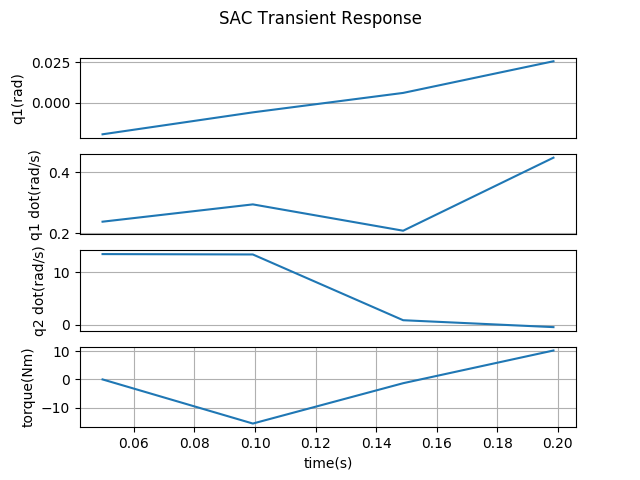 SAC Transient Response
0.025
0.000
q1(rad)
0.4
0.2
q1 dot(rad/s)
10
0
q2 dot(rad/s)
10
0
−10
torque(Nm)
0.06 0.08 0.10 0.12 0.14 0.16 0.18 0.20
time(s)